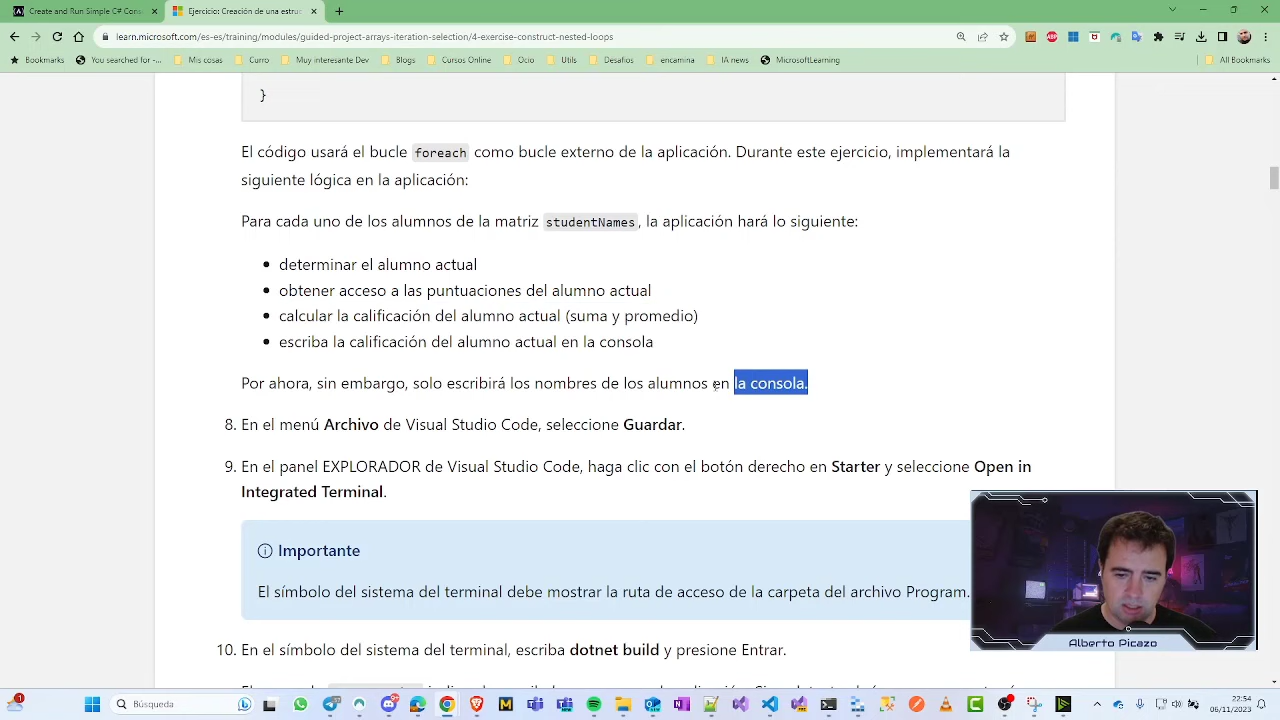 Create and Run Simple C# Cons
Ejercicio: Creación de una estruc
learn.microsoft.com/es-es/training/modules/guided-project-arrays-iteration-selection/4-exercise-construct-nested-loops
Bookmarks
You searched for -...
Mis cosas
Curro
Muy interesante Dev
Blogs
Cursos Online
Ocio
Utils
Desafios
encamina
IA news
MicrosoftLearning
All Bookmarks
}
El código usará el bucle foreach como bucle externo de la aplicación. Durante este ejercicio, implementará la
siguiente lógica en la aplicación:
Para cada uno de los alumnos de la matriz studentNames, la aplicación hará lo siguiente:
determinar el alumno actual
obtener acceso a las puntuaciones del alumno actual
calcular la calificación del alumno actual (suma y promedio)
escriba la calificación del alumno actual en la consola
Por ahora, sin embargo, solo escribirá los nombres de los alumnos en la consola.
8. En el menú Archivo de Visual Studio Code, seleccione Guardar.
9. En el panel EXPLORADOR de Visual Studio Code, haga clic con el botón derecho en Starter y seleccione Open in
Integrated Terminal.
Importante
El símbolo del sistema del terminal debe mostrar la ruta de acceso de la carpeta del archivo Program.
Alberto Picazo
10. En el símbolo del sistema del terminal, escriba dotnet build y presione Entrar.
Búsqueda
22:54
06/11/2023